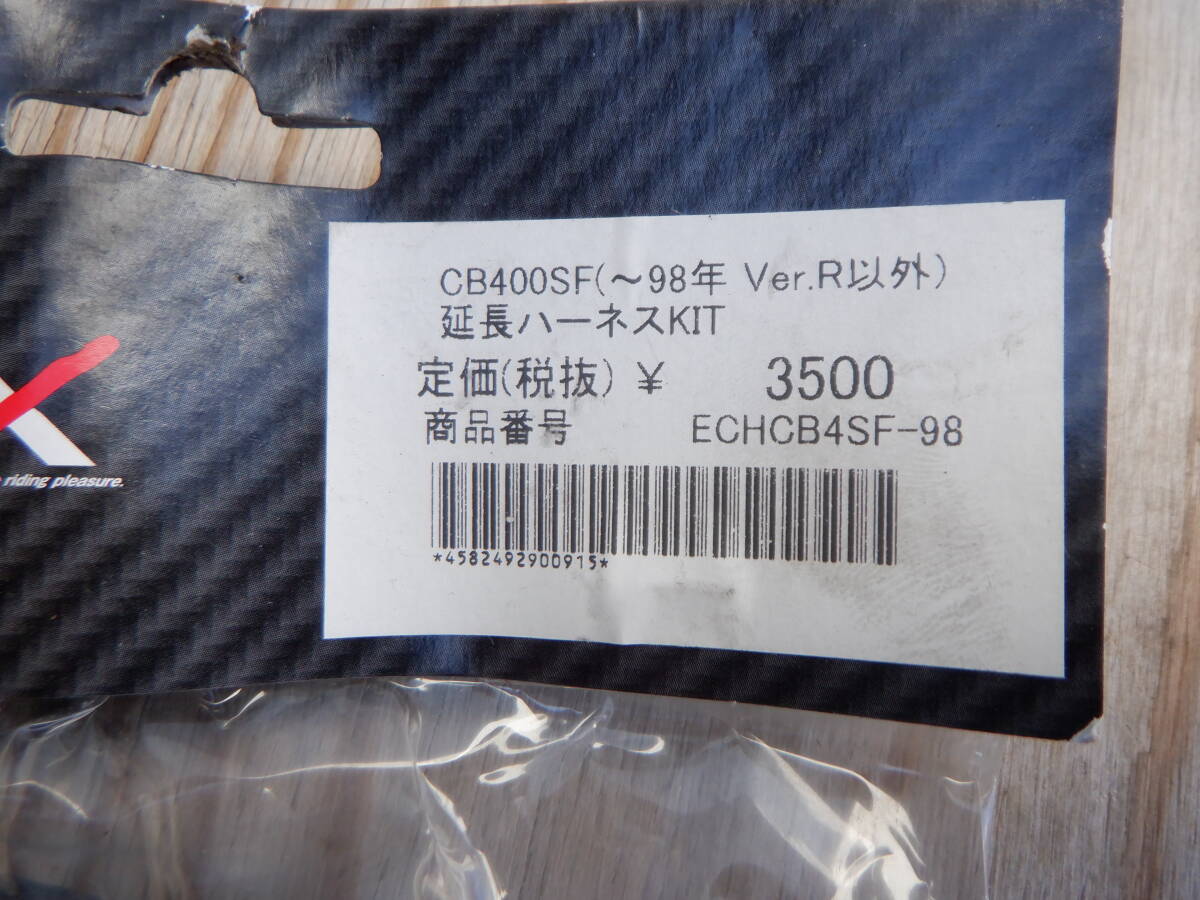 CB400SF(～98年 Ver.R以外)
延長ハーネスKIT
定価(税抜) ¥ 3500
商品番号 ECHCB4SF-98
*4582492900915*
riding pleasure.